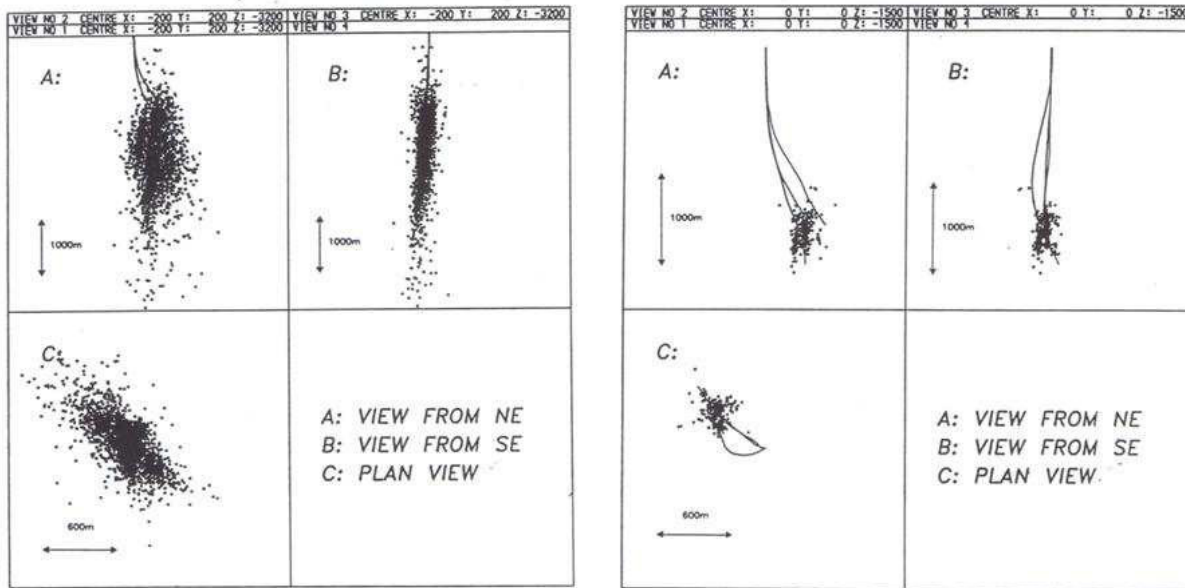 VIEW NO 2 CENTRE X: -200 Y: 200 Z: -3200 VIEW NO 3 CENTRE X: -200 Y: 200 Z: -3200
VIEW NO 1 CENTRE X: -200 Y: 200 Z: -3200 VIEW NO 4
A:
B:
1000m
1000m
C:
600m
A: VIEW FROM NE
B: VIEW FROM SE
C: PLAN VIEW
VIEW NO 2 CENTRE X: 0 Y: 0 Z: -1500 VIEW NO 3 CENTRE X: 0 Y: 0 Z: -1500
VIEW NO 1 CENTRE X: 0 Y: 0 Z: -1500 VIEW NO 4
A:
B:
1000m
1000m
C:
600m
A: VIEW FROM NE
B: VIEW FROM SE
C: PLAN VIEW